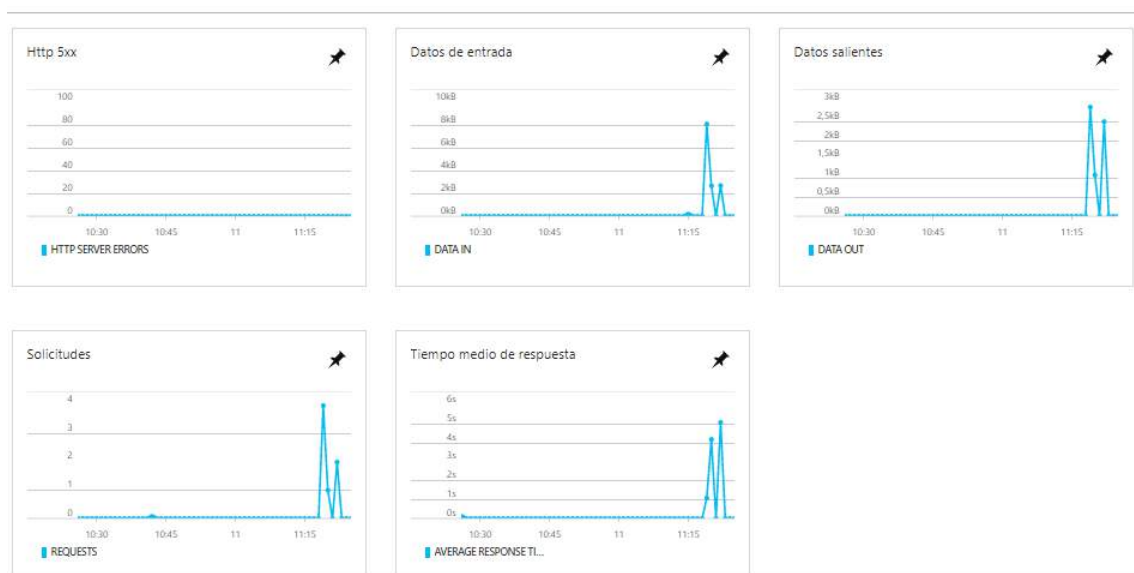 Http 5xx
100
80
60
40
20
0
10:30 10:45 11 11:15
HTTP SERVER ERRORS
Datos de entrada
10kB
8kB
6kB
4kB
2kB
0kB
10:30 10:45 11 11:15
DATA IN
Datos salientes
3kB
2,5kB
2kB
1,5kB
1kB
0,5kB
0kB
10:30 10:45 11 11:15
DATA OUT
Solicitudes
4
3
2
1
0
10:30 10:45 11 11:15
REQUESTS
Tiempo medio de respuesta
6s
5s
4s
3s
2s
1s
0s
10:30 10:45 11 11:15
AVERAGE RESPONSE TI...